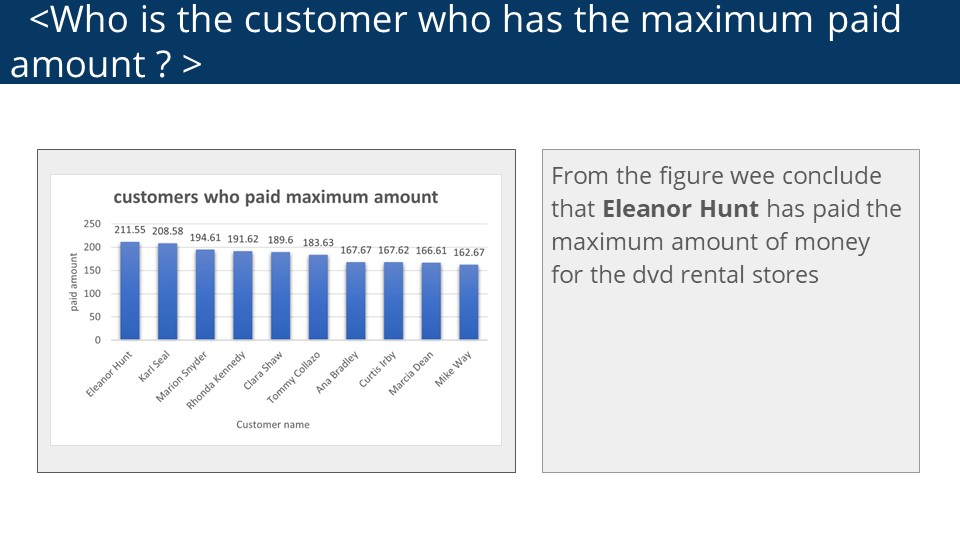 <Who is the customer who has the maximum paid
amount ? >
customers who paid maximum amount
250
200
150
100
50
0
paid amount
211.55 208.58 194.61 191.62 189.6 183.63 167.67 167.62 166.61 162.67
Eleanor Hunt
Karl Seal
Marion Snyder
Rhonda Kennedy
Clara Shaw
Tommy Collazo
Ana Bradley
Curtis Irby
Marcia Dean
Mike Way
Customer name
From the figure wee conclude
that Eleanor Hunt has paid the
maximum amount of money
for the dvd rental stores